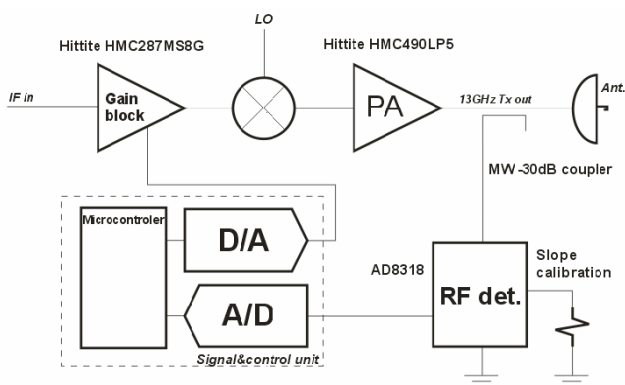 LO
Hittite HMC287MS8G
Hittite HMC490LP5
IF in
Gain
block
PA
13GHz Tx out
Ant.
MW-30dB coupler
Microcontroler
D/A
A/D
Signal&control unit
AD8318
RF det.
Slope
calibration